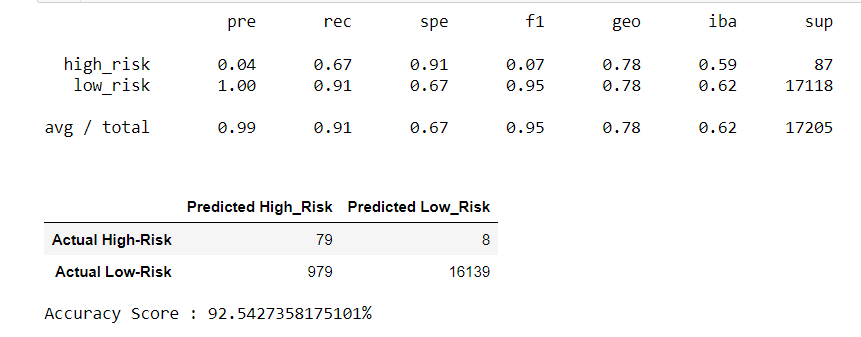 pre rec spe f1 geo iba sup
high_risk 0.04 0.67 0.91 0.07 0.78 0.59 87
low_risk 1.00 0.91 0.67 0.95 0.78 0.62 17118
avg / total 0.99 0.91 0.67 0.95 0.78 0.62 17205
Predicted High_Risk Predicted Low_Risk
Actual High-Risk 79 8
Actual Low-Risk 979 16139
Accuracy Score : 92.5427358175101%